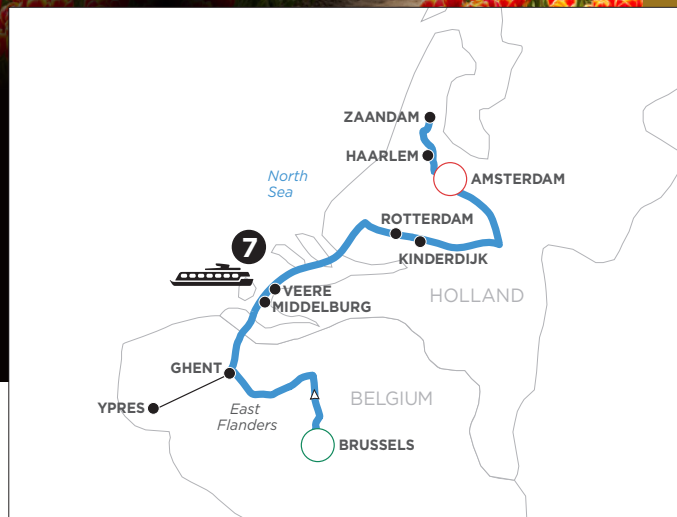 ZAANDAM
HAARLEM
North
Sea
AMSTERDAM
ROTTERDAM
KINDERDIJK
7
VEERE
MIDDELBURG
HOLLAND
GHENT
YPRES
East
Flanders
BELGIUM
BRUSSELS